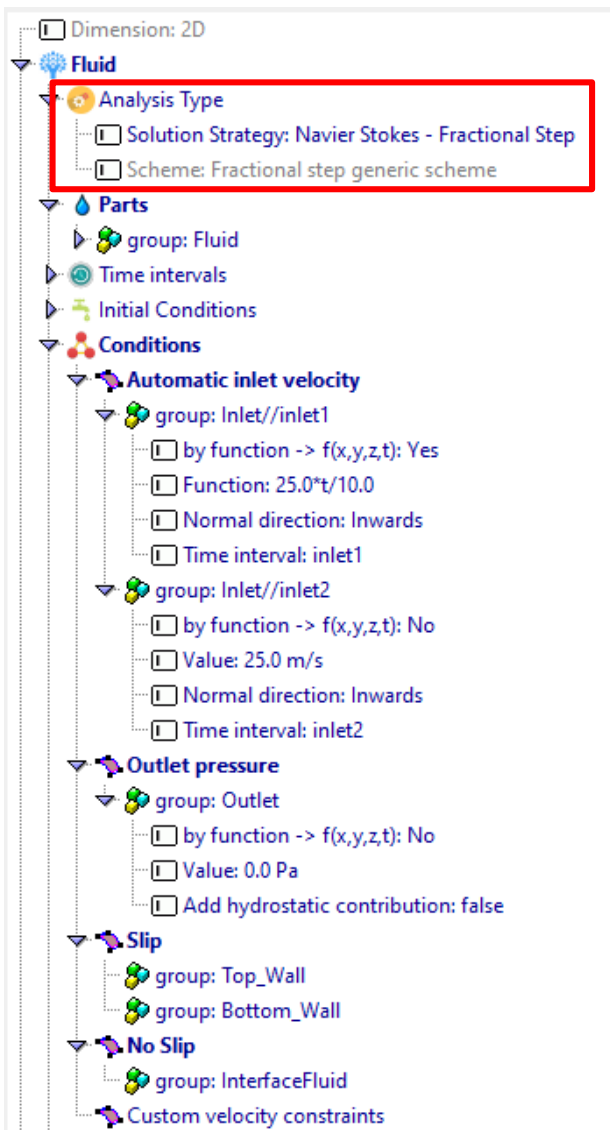 Dimension: 2D
Fluid
Analysis Type
Solution Strategy: Navier Stokes - Fractional Step
Scheme: Fractional step generic scheme
Parts
group: Fluid
Time intervals
Initial Conditions
Conditions
Automatic inlet velocity
group: Inlet//inlet1
by function -> f(x,y,z,t): Yes
Function: 25.0*t/10.0
Normal direction: Inwards
Time interval: inlet1
group: Inlet//inlet2
by function -> f(x,y,z,t): No
Value: 25.0 m/s
Normal direction: Inwards
Time interval: inlet2
Outlet pressure
group: Outlet
by function -> f(x,y,z,t): No
Value: 0.0 Pa
Add hydrostatic contribution: false
Slip
group: Top_Wall
group: Bottom_Wall
No Slip
group: InterfaceFluid
Custom velocity constraints